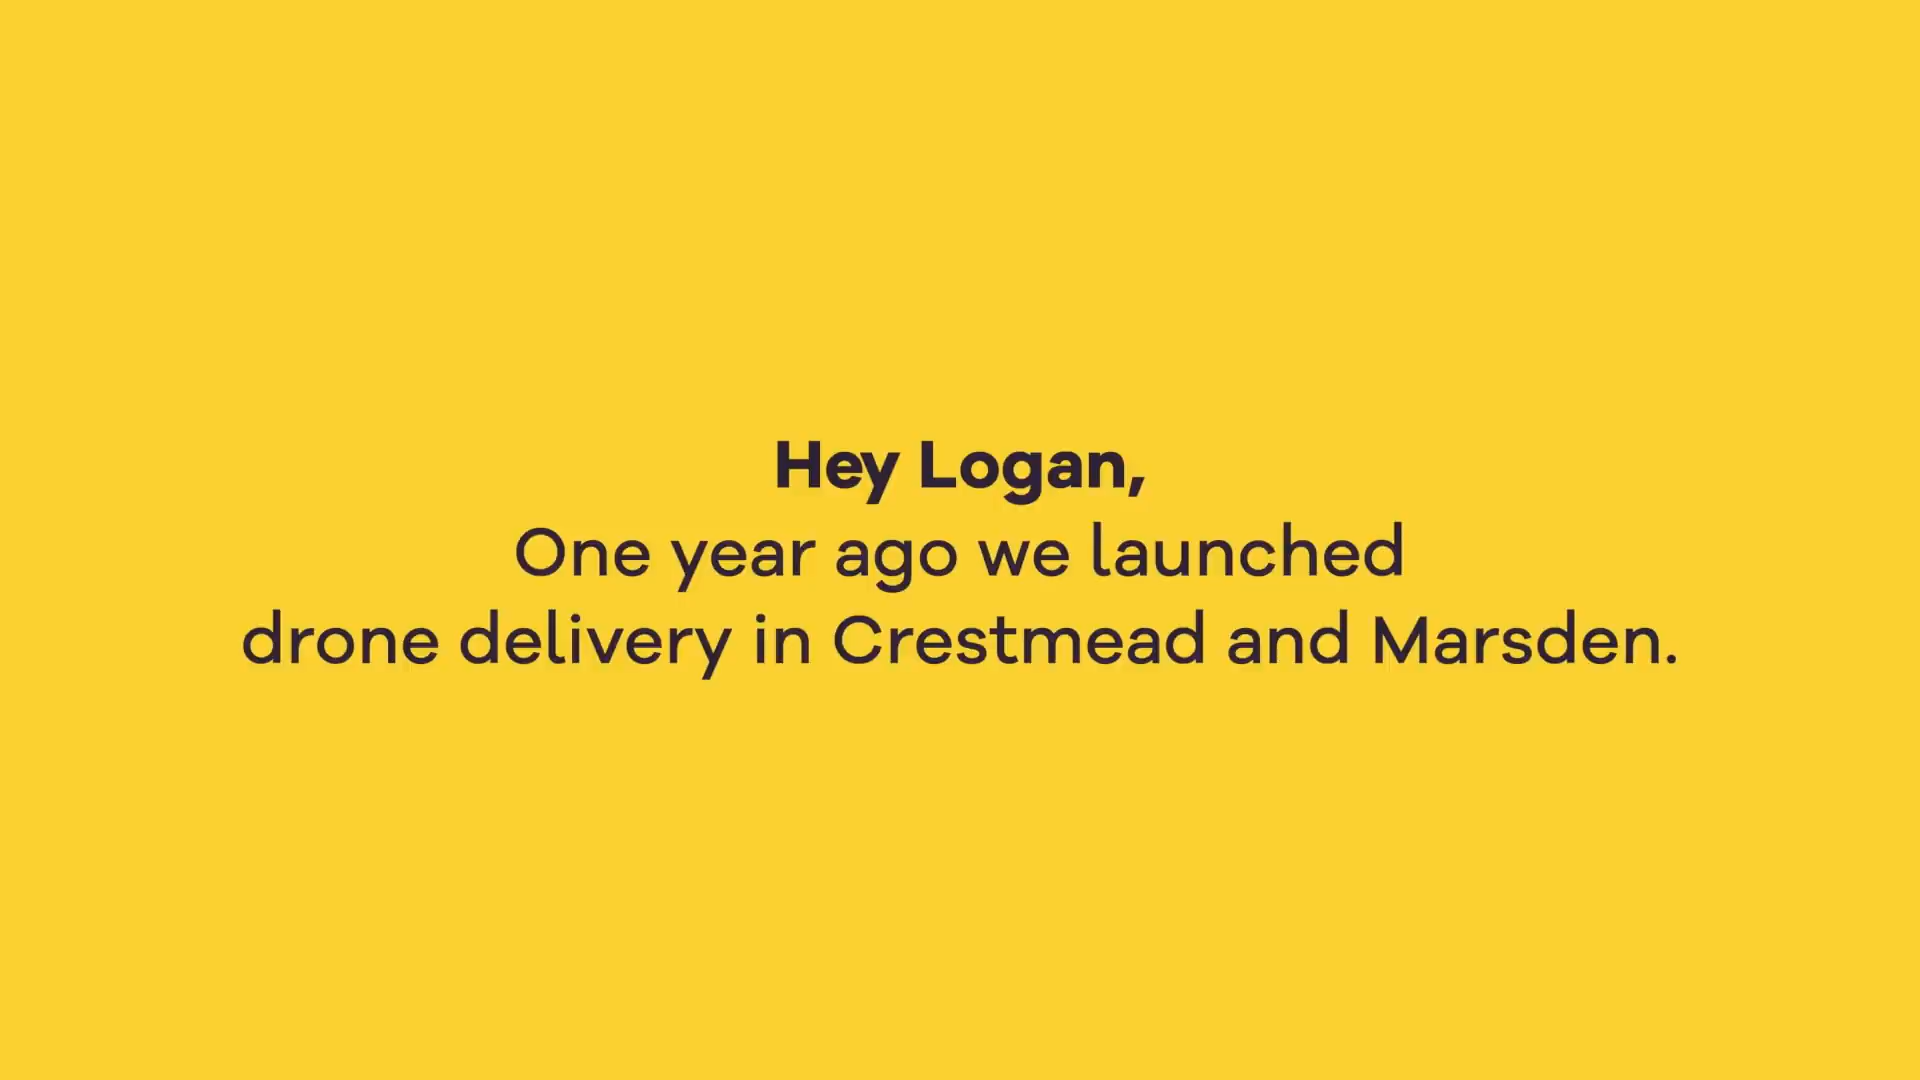 Hey Logan,
One year ago we launched
drone delivery in Crestmead and Marsden.